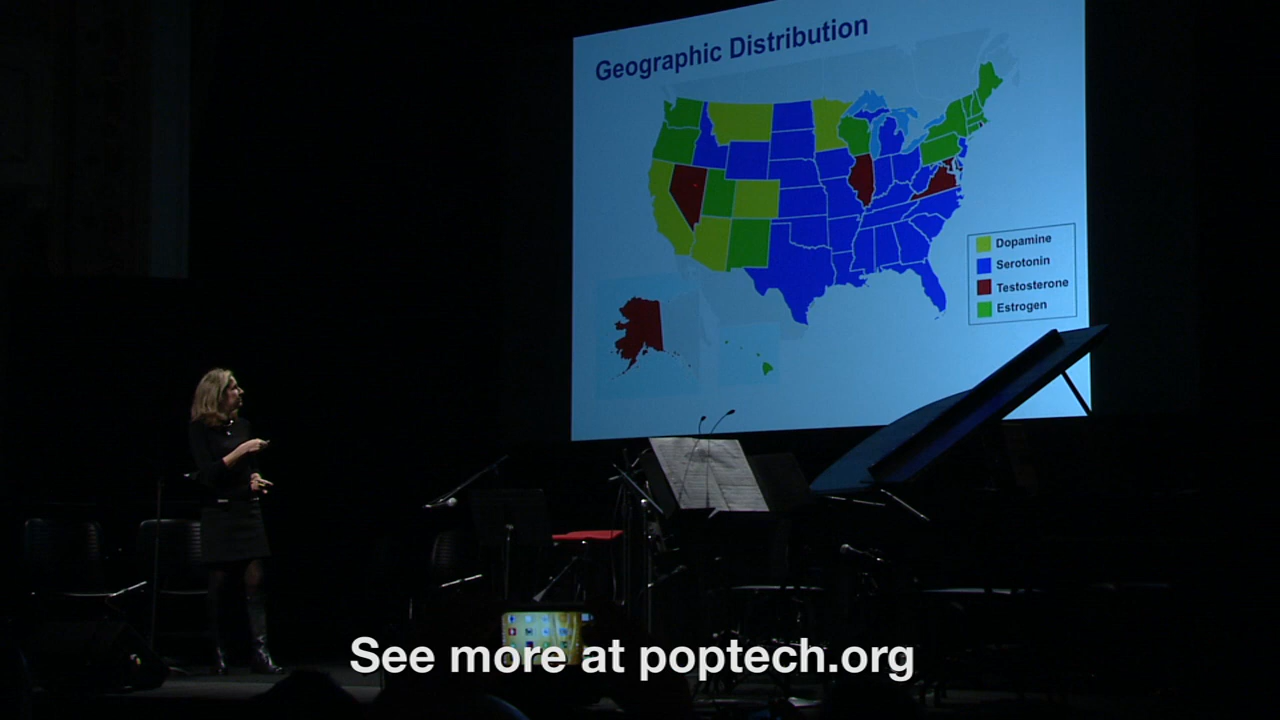 Geographic Distribution
Dopamine
Serotonin
Testosterone
Estrogen
See more at poptech.org